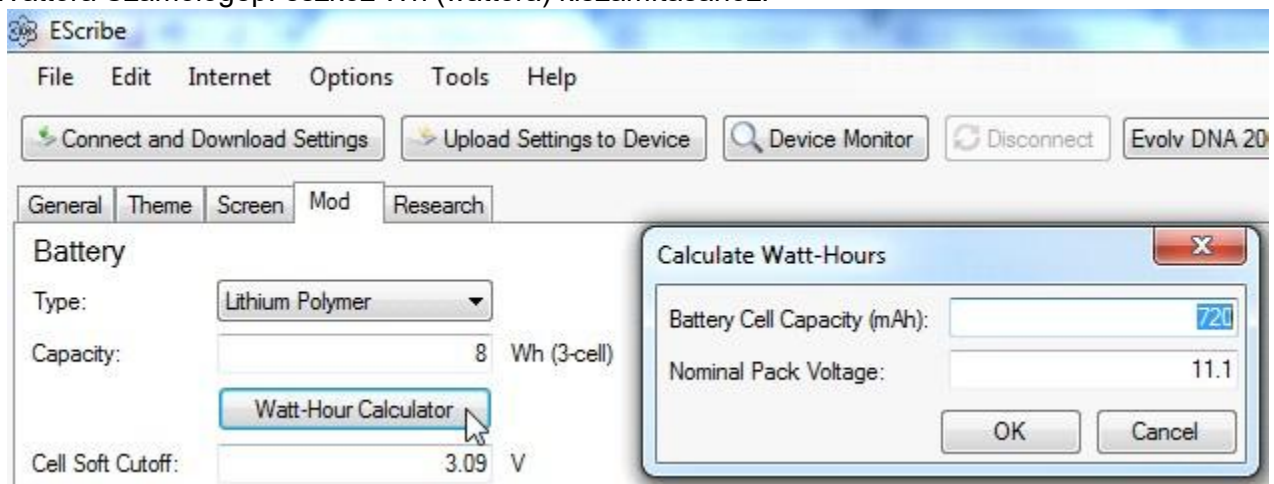 EScribe
File Edit Internet Options Tools Help
Connect and Download Settings Upload Settings to Device Device Monitor Disconnect Evolv DNA 20
General Theme Screen Mod Research
Battery
Type: Lithium Polymer
Capacity: 8 Wh (3-cell)
Watt-Hour Calculator
Cell Soft Cutoff: 3.09 V
Calculate Watt-Hours
Battery Cell Capacity (mAh): 720
Nominal Pack Voltage: 11.1
OK Cancel